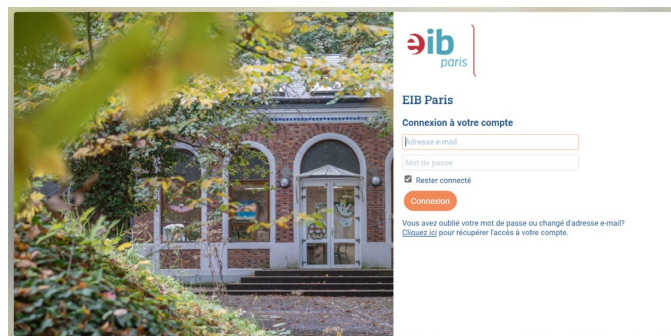 eib
paris
EIB Paris
Connexion à votre compte
Adresse e-mail
Mot de passe
Rester connecté
Connexion
Vous avez oublié votre mot de passe ou changé d'adresse e-mail?
Cliquez ici pour récupérer l'accès à votre compte.